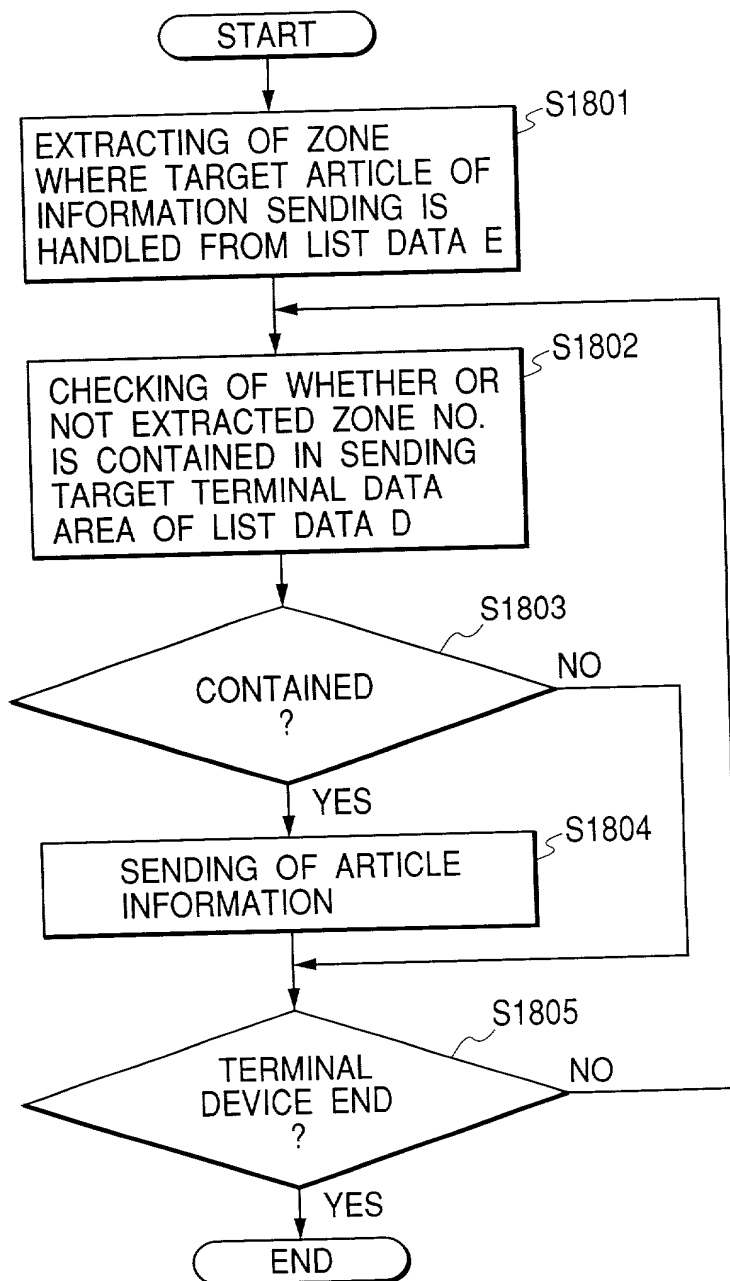 START
S1801
EXTRACTING OF ZONE
WHERE TARGET ARTICLE OF
INFORMATION SENDING IS
HANDLED FROM LIST DATA E
S1802
CHECKING OF WHETHER OR
NOT EXTRACTED ZONE NO.
IS CONTAINED IN SENDING
TARGET TERMINAL DATA
AREA OF LIST DATA D
S1803
CONTAINED
?
NO
YES
S1804
SENDING OF ARTICLE
INFORMATION
S1805
TERMINAL
DEVICE END
?
NO
YES
END